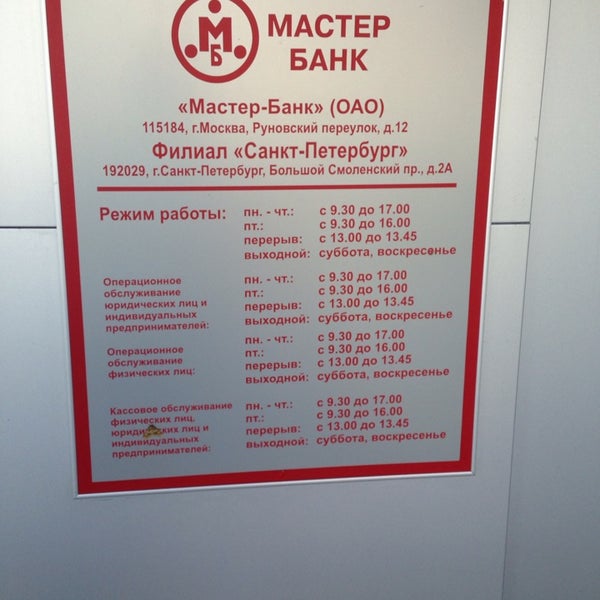 М
Б
МАСТЕР
БАНК
«Мастер-Банк» (ОАО)
115184, г.Москва, Руновский переулок, д.12
Филиал «Санкт-Петербург»
192029, г.Санкт-Петербург, Большой Смоленский пр., д.2А
Режим работы: пн. - чт.: с 9.30 до 17.00
пт.: с 9.30 до 16.00
перерыв: с 13.00 до 13.45
выходной: суббота, воскресенье
Операционное
обслуживание
юридических лиц и
индивидуальных
предпринимателей:
пн. - чт.: с 9.30 до 17.00
пт.: с 9.30 до 16.00
перерыв: с 13.00 до 13.45
выходной: суббота, воскресенье
Операционное
обслуживание
физических лиц:
пн. - чт.: с 9.30 до 17.00
пт.: с 9.30 до 16.00
перерыв: с 13.00 до 13.45
выходной: суббота, воскресенье
Кассовое обслуживание
физических лиц,
юридических лиц и
индивидуальных
предпринимателей:
пн. - чт.: с 9.30 до 17.00
пт.: с 9.30 до 16.00
перерыв: с 13.00 до 13.45
выходной: суббота, воскресенье